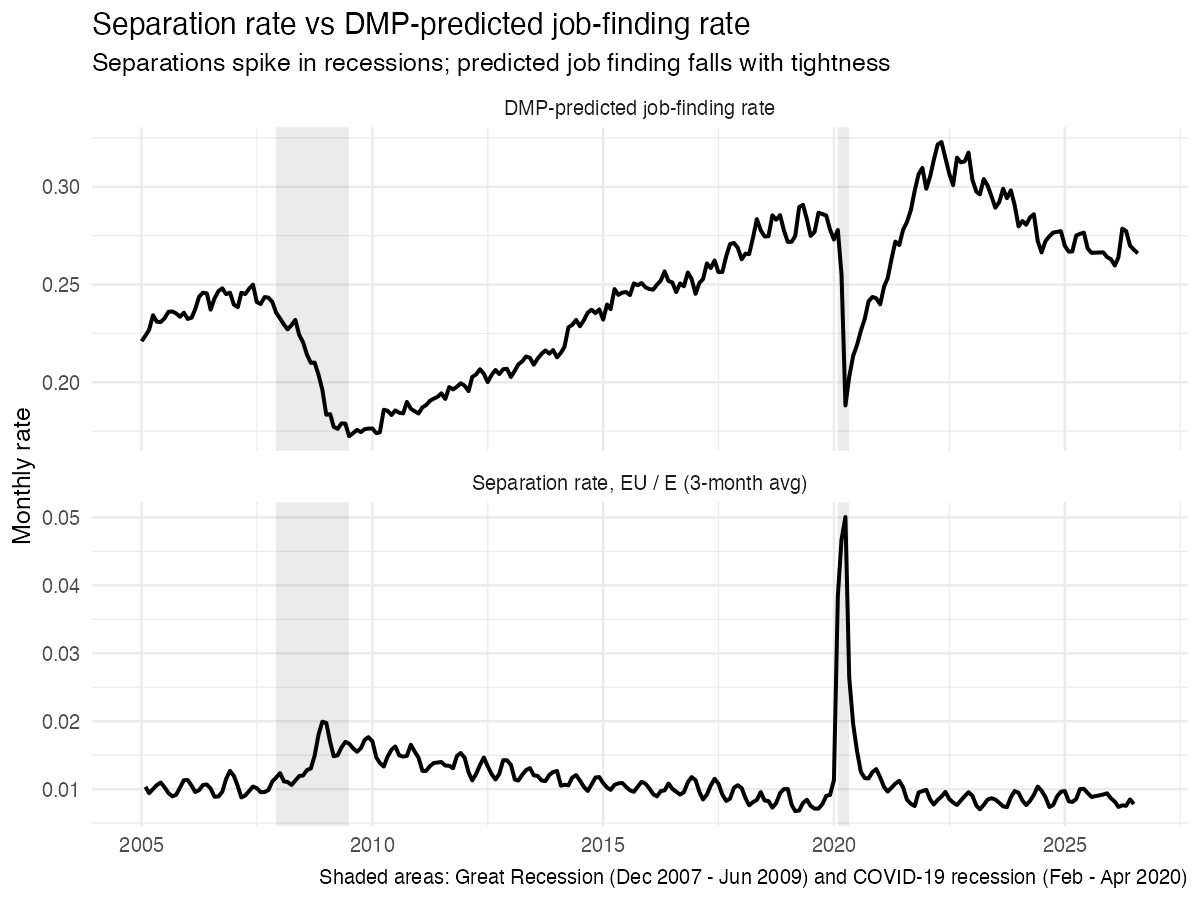 Separation rate vs DMP-predicted job-finding rate
Separations spike in recessions; predicted job finding falls with tightness
DMP-predicted job-finding rate
0.30
0.25
0.20
Monthly rate
Separation rate, EU / E (3-month avg)
0.05
0.04
0.03
0.02
0.01
2005 2010 2015 2020 2025
Shaded areas: Great Recession (Dec 2007 - Jun 2009) and COVID-19 recession (Feb - Apr 2020)